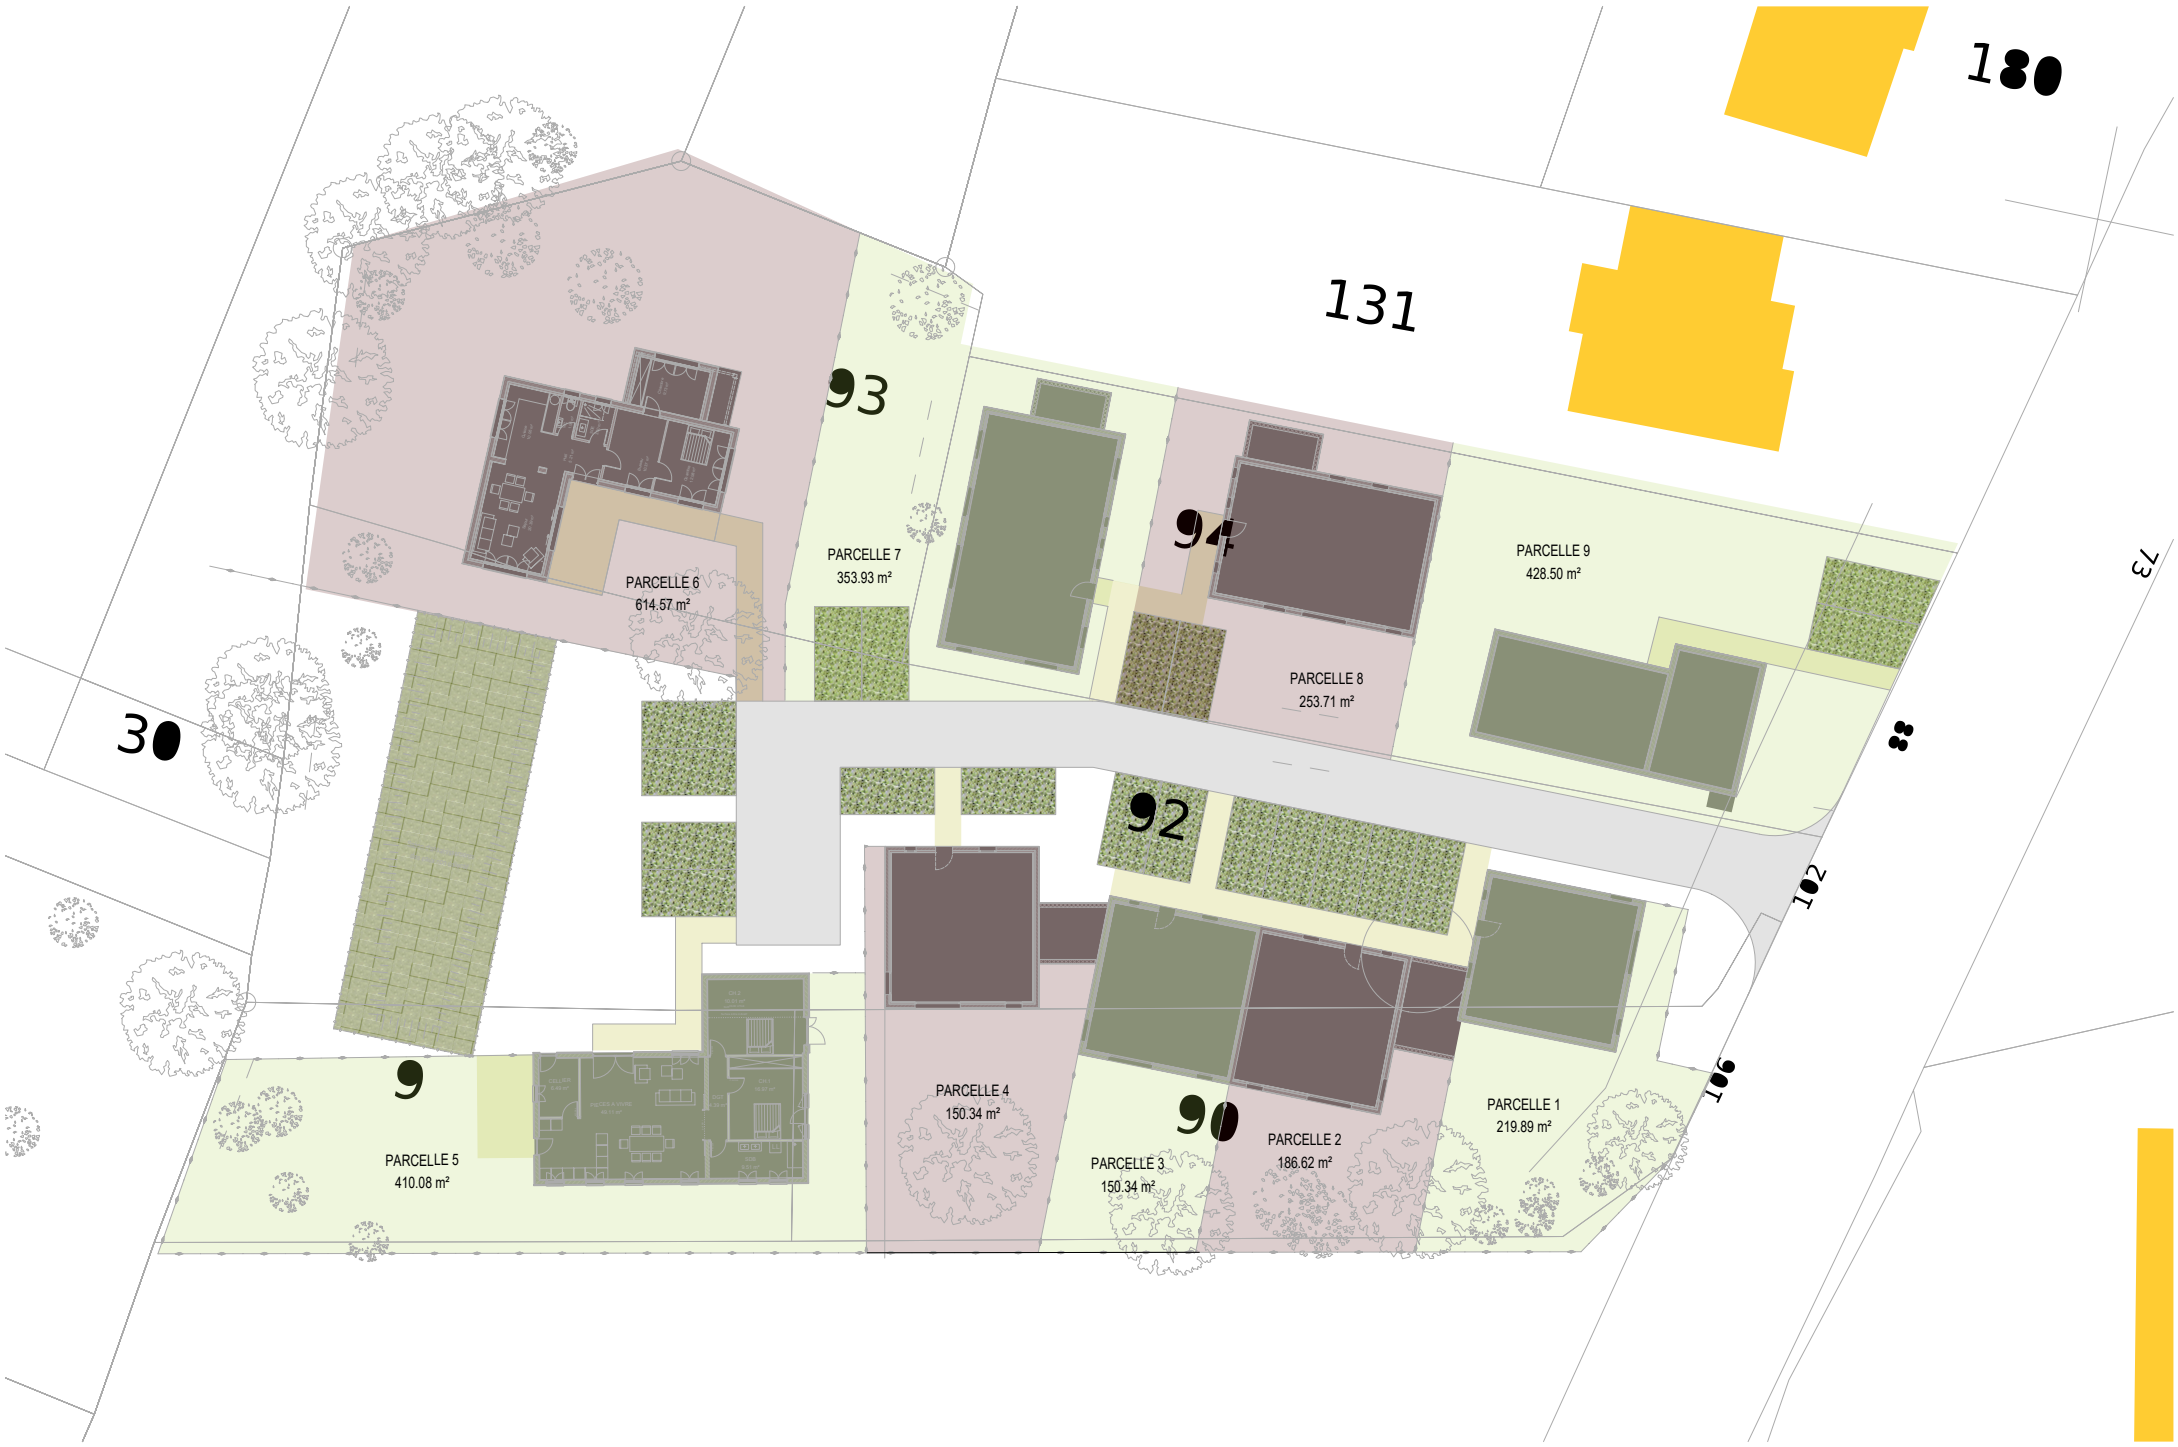 180
131
93
PARCELLE 7
353.93 m²
94
PARCELLE 9
428.50 m²
73
PARCELLE 6
614.57 m²
PARCELLE 8
253.71 m²
30
88
92
102
9
106
PARCELLE 4
150.34 m²
90
PARCELLE 1
219.89 m²
PARCELLE 2
186.62 m²
PARCELLE 5
410.08 m²
PARCELLE 3
150.34 m²